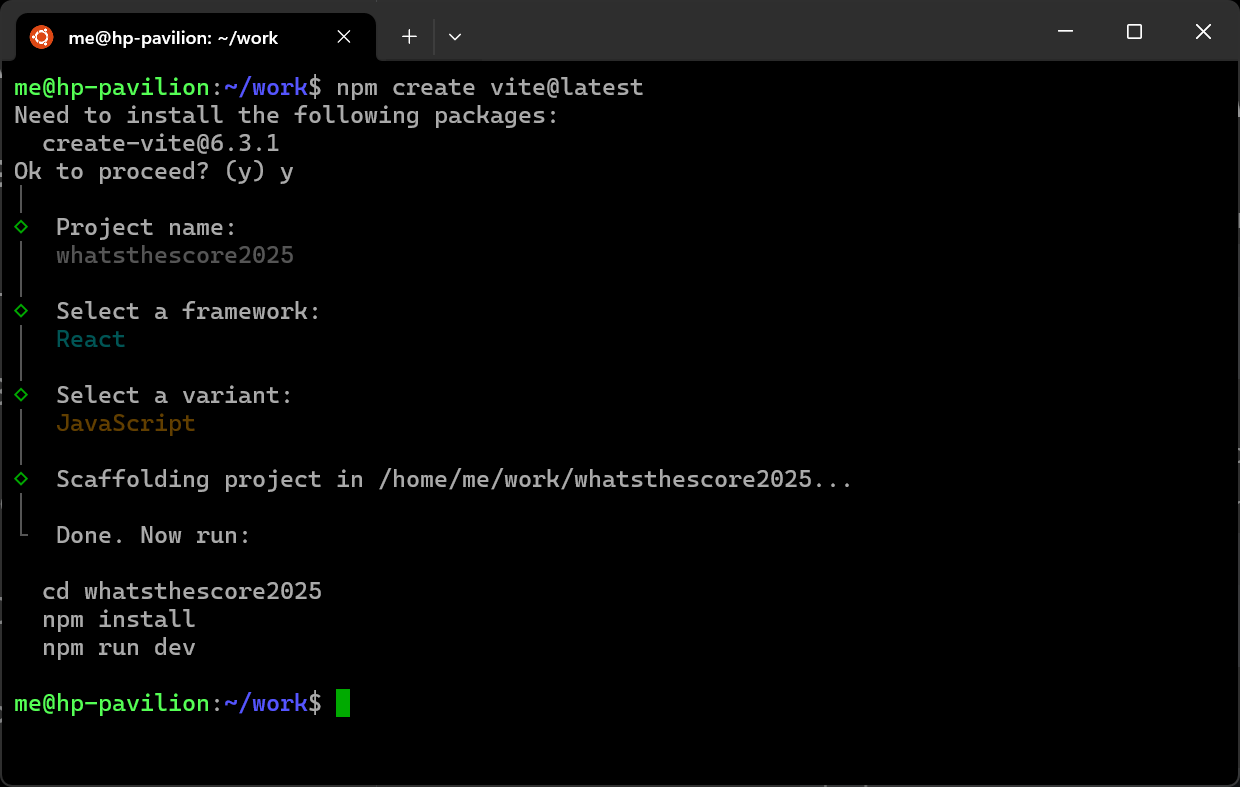 me@hp-pavilion: ~/work
me@hp-pavilion:~/work$ npm create vite@latest
Need to install the following packages:
create-vite@6.3.1
Ok to proceed? (y) y
Project name:
whatsthescore2025
Select a framework:
React
Select a variant:
JavaScript
Scaffolding project in /home/me/work/whatsthescore2025...
Done. Now run:
cd whatsthescore2025
npm install
npm run dev
me@hp-pavilion:~/work$